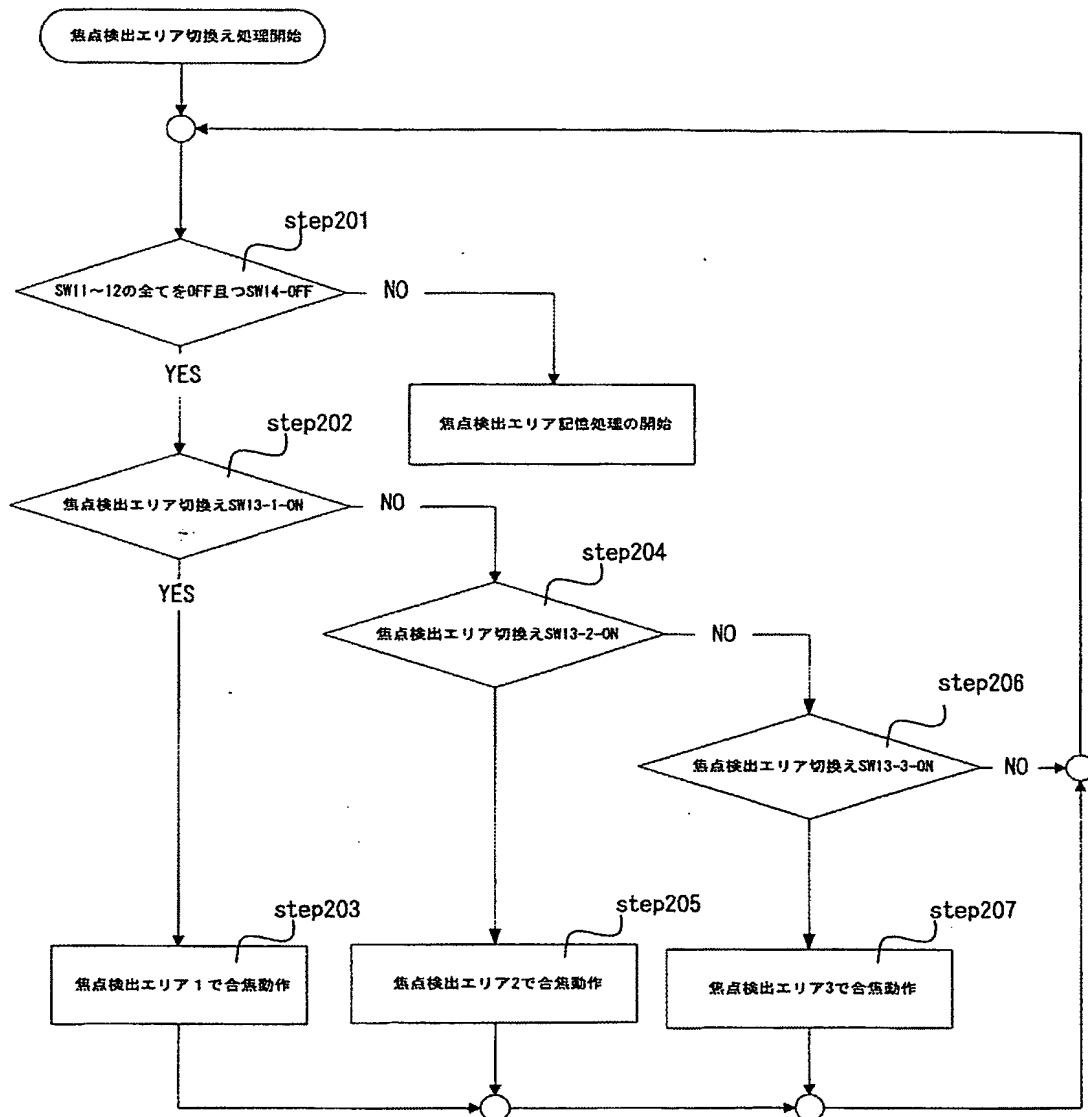 焦点検出エリア切換え処理開始
step201
SW11～12の全てをOFF且つSW14-OFF
NO
YES
焦点検出エリア記憶処理の開始
step202
焦点検出エリア切換えSW13-1-ON
NO
YES
step204
焦点検出エリア切換えSW13-2-ON
NO
step206
焦点検出エリア切換えSW13-3-ON
NO
step203
焦点検出エリア1で合焦動作
step205
焦点検出エリア2で合焦動作
step207
焦点検出エリア3で合焦動作